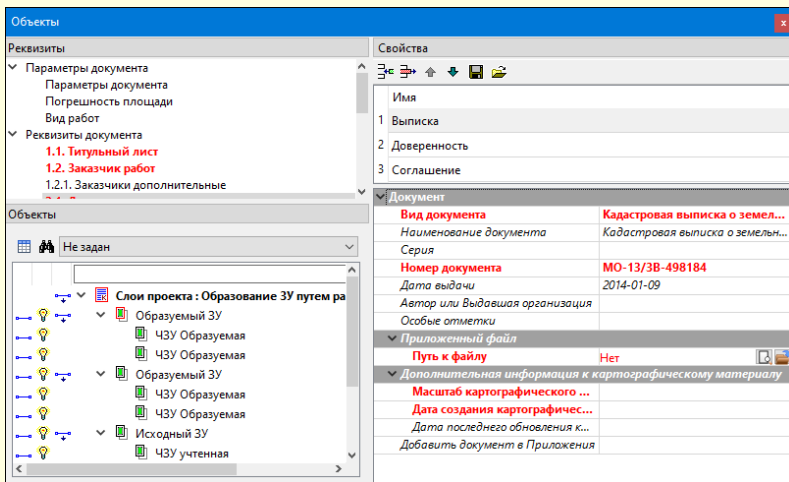 Объекты
Реквизиты
Параметры документа
Параметры документа
Погрешность площади
Вид работ
Реквизиты документа
1.1. Титульный лист
1.2. Заказчик работ
1.2.1. Заказчики дополнительные
Объекты
Не задан
Слои проекта : Образование ЗУ путем ра
Образуемый ЗУ
ЧЗУ Образуемая
ЧЗУ Образуемая
Образуемый ЗУ
ЧЗУ Образуемая
ЧЗУ Образуемая
Исходный ЗУ
ЧЗУ учтенная
Свойства
Имя
1 Выписка
2 Доверенность
3 Соглашение
Документ
Вид документа Кадастровая выписка о земел...
Наименование документа Кадастровая выписка о земельн...
Серия
Номер документа МО-13/ЗВ-498184
Дата выдачи 2014-01-09
Автор или Выдавшая организация
Особые отметки
Приложенный файл
Путь к файлу Нет
Дополнительная информация к картографическому материалу
Масштаб картографического ...
Дата создания картографичес...
Дата последнего обновления к...
Добавить документ в Приложения